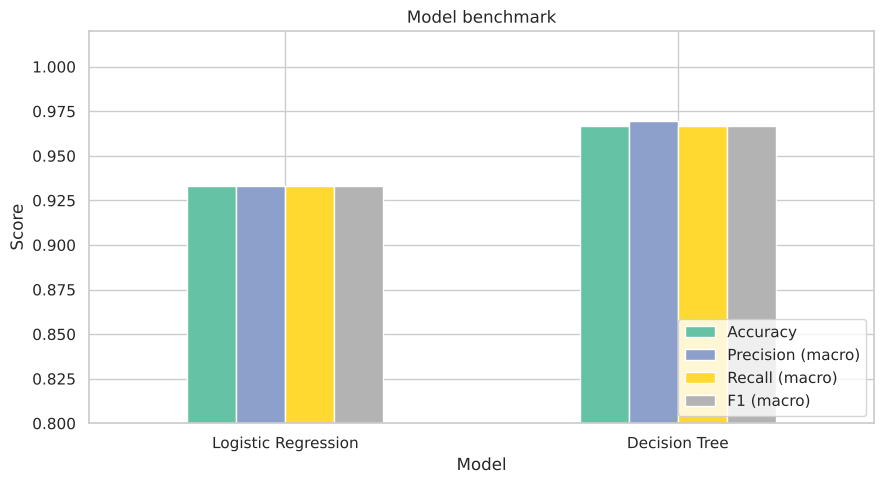 Model benchmark
1.000
0.975
0.950
0.925
0.900
0.875
0.850
0.825
0.800
Score
Accuracy
Precision (macro)
Recall (macro)
F1 (macro)
Logistic Regression
Decision Tree
Model